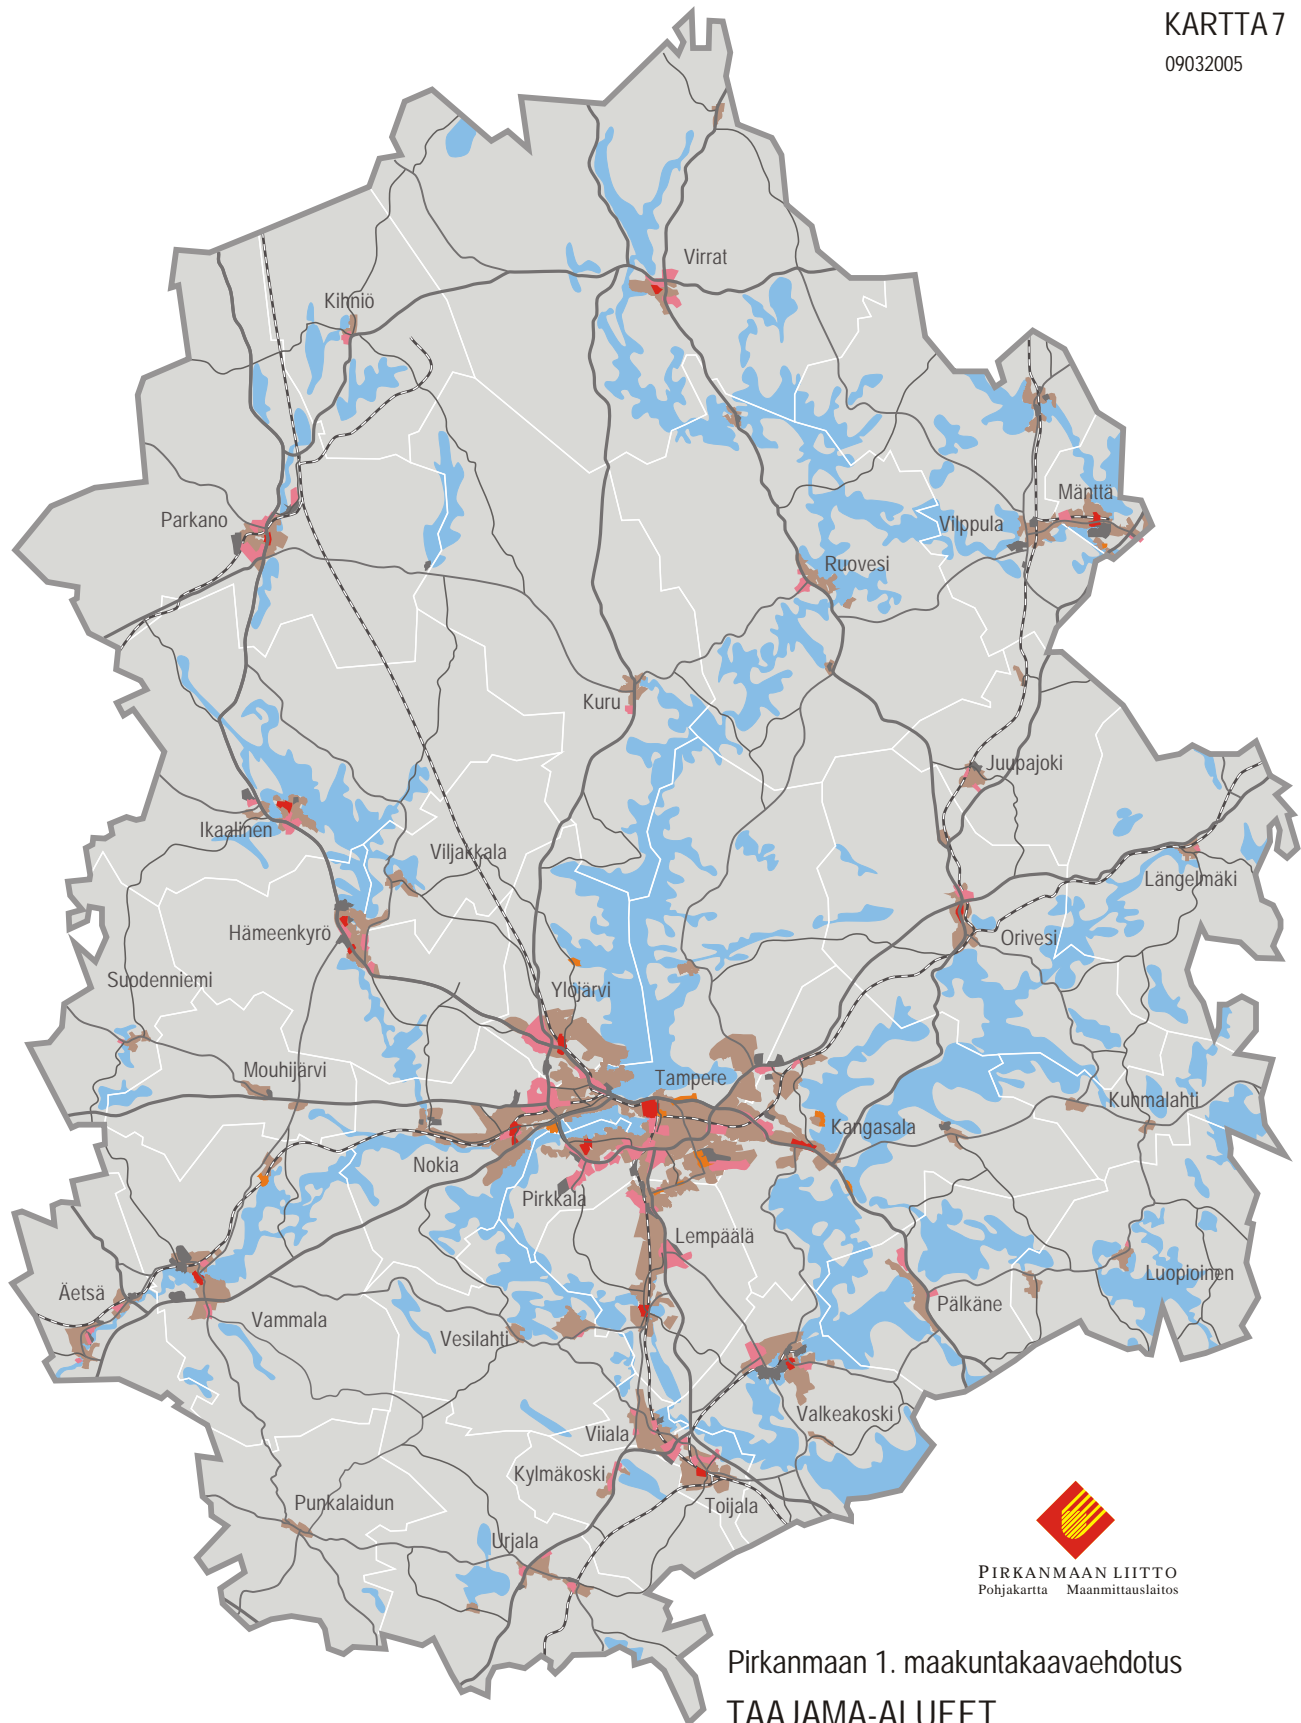 KARTTA 7
09032005
Virrat
Kihniö
Mänttä
Parkano
Vilppula
Ruovesi
Kuru
Juupajoki
Ikaalinen
Viljakkala
Längelmäki
Hämeenkyrö
Orivesi
Suodenniemi
Ylöjärvi
Mouhijärvi
Tampere
Kuhmalahti
Kangasala
Nokia
Pirkkala
Lempäälä
Luopioinen
Äetsä
Pälkäne
Vammala
Vesilahti
Valkeakoski
Viiala
Kylmäkoski
Punkalaidun
Toijala
Urjala
PIRKANMAAN LIITTO
Pohjakartta Maanmittauslaitos
Pirkanmaan 1. maakuntakaavaehdotus
TAAJAMA-ALUEET